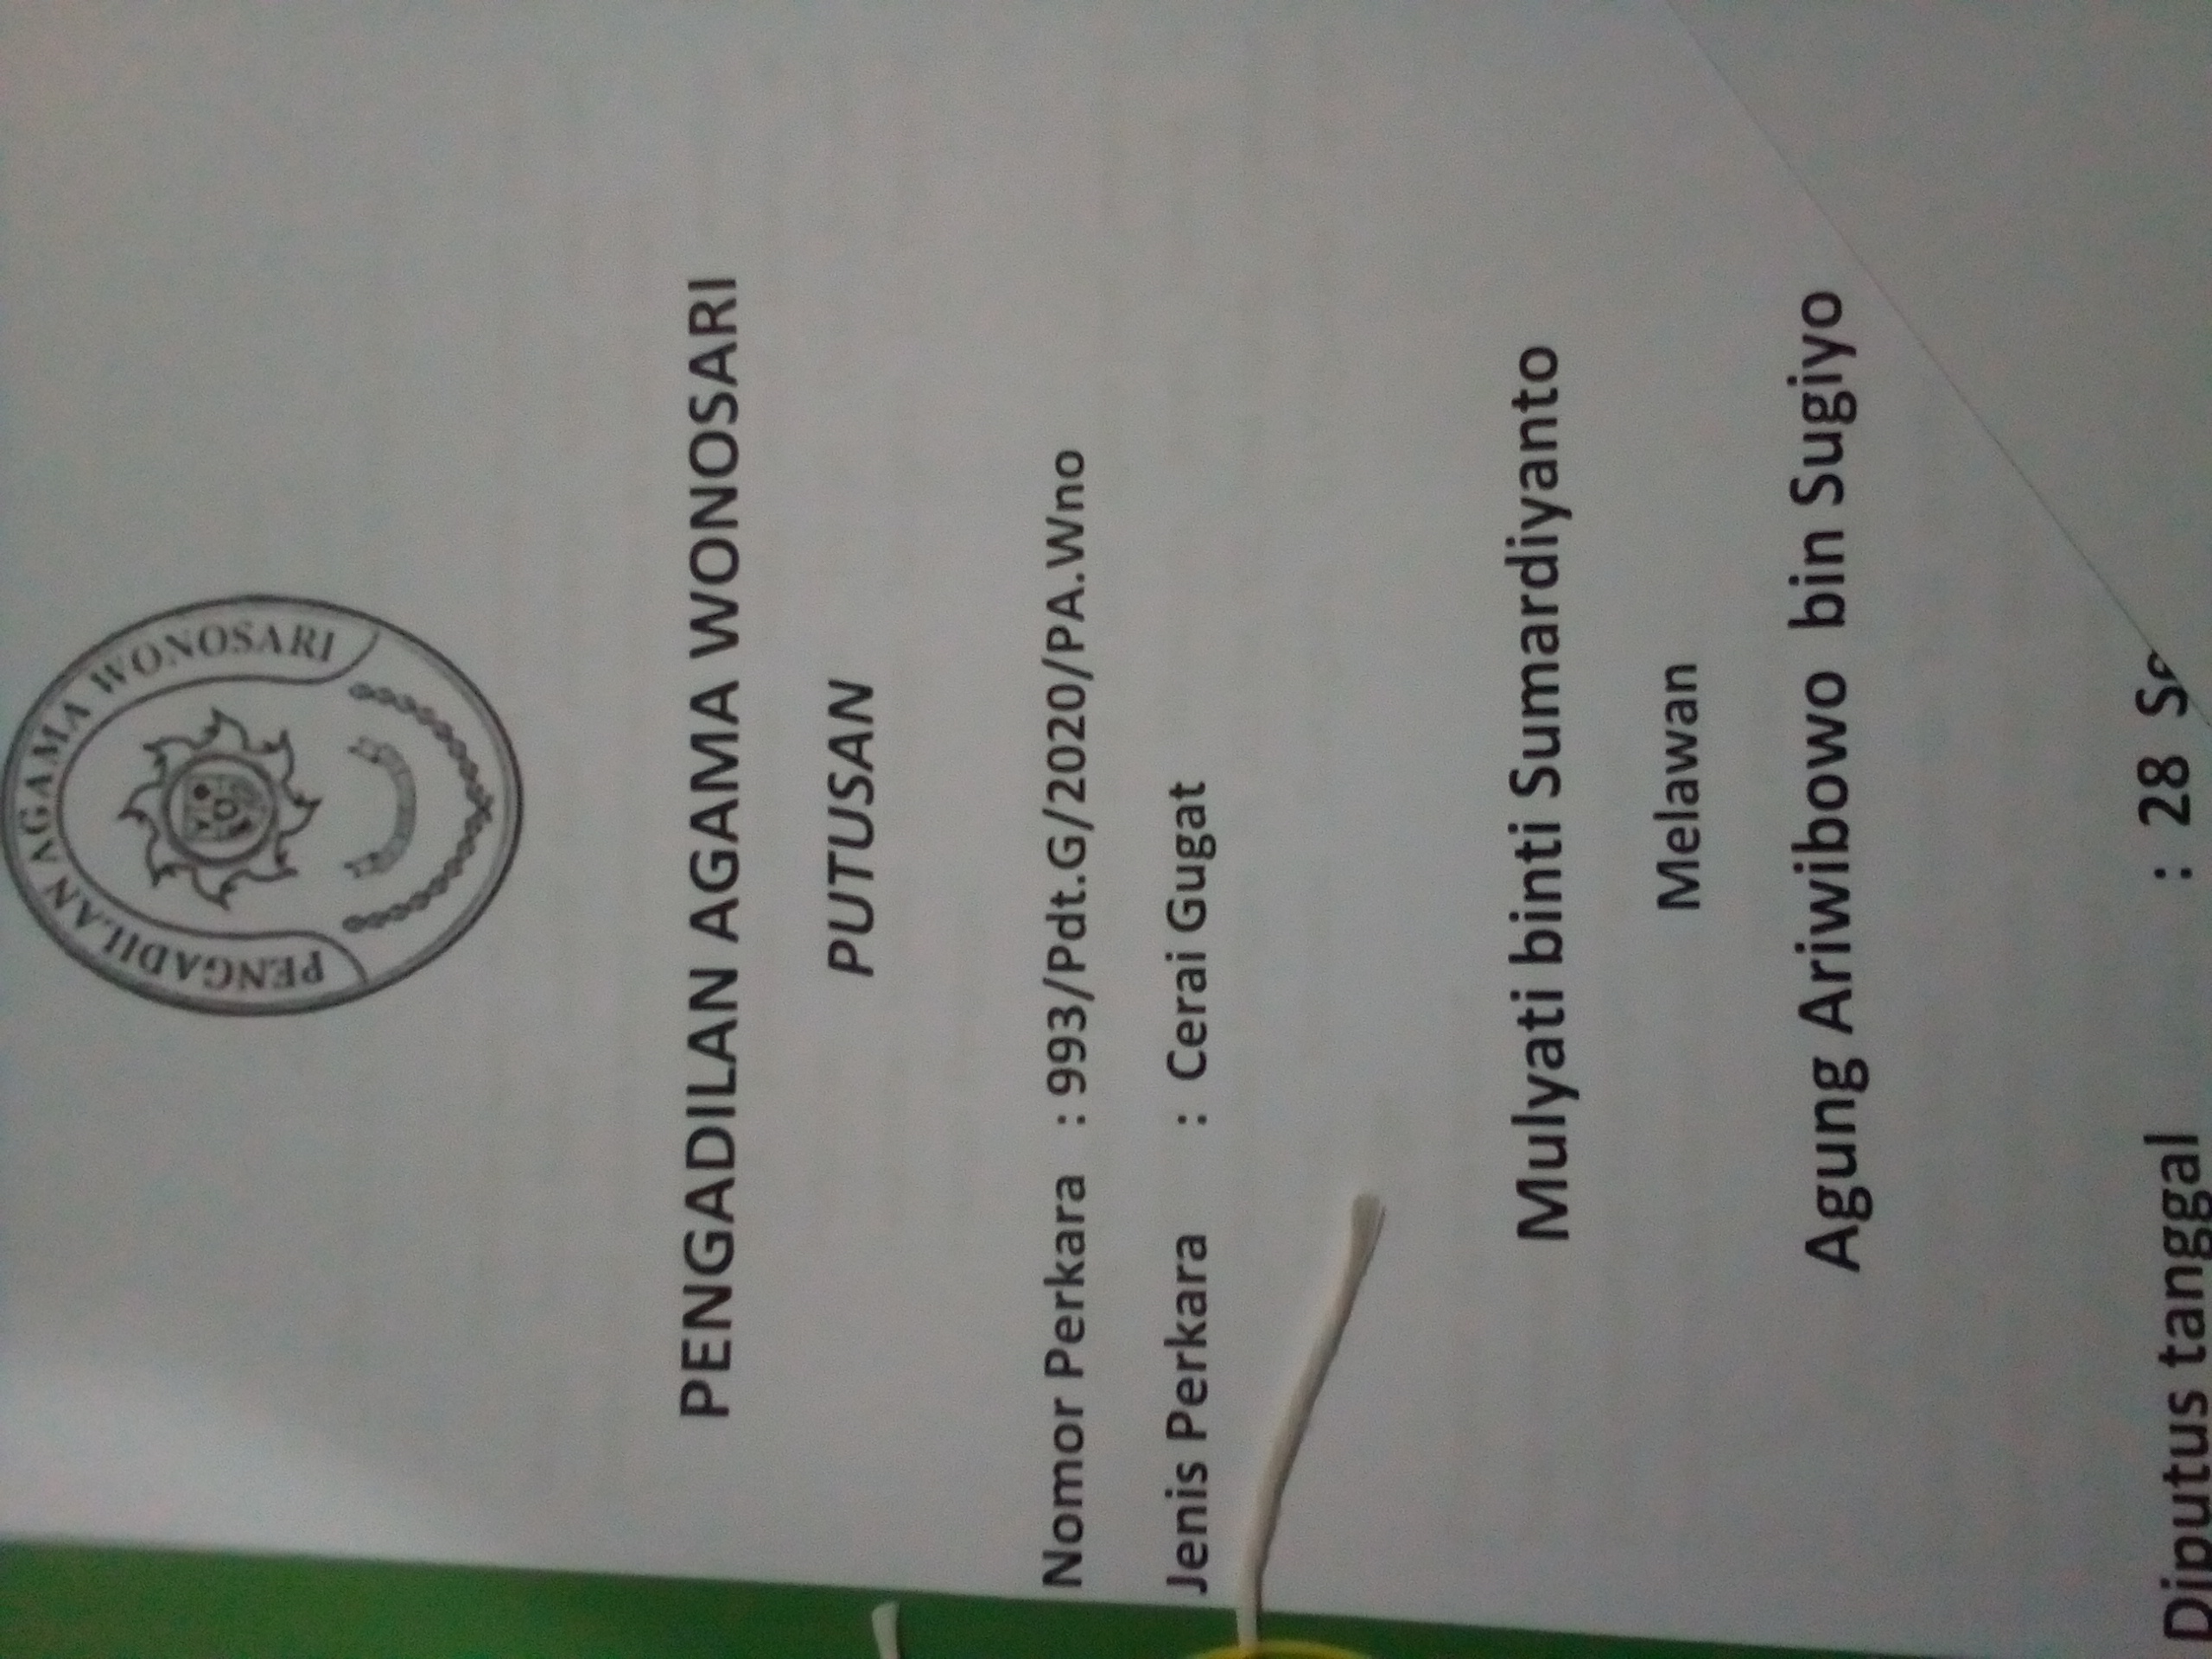 PENGADILAN AGAMA WONOSARI
PENGADILAN AGAMA WONOSARI
PUTUSAN
Nomor Perkara : 993/Pdt.G/2020/PA.Wno
Jenis Perkara : Cerai Gugat
Mulyati binti Sumardiyanto
Melawan
Agung Ariwibowo bin Sugiyo
Diputus tanggal : 28